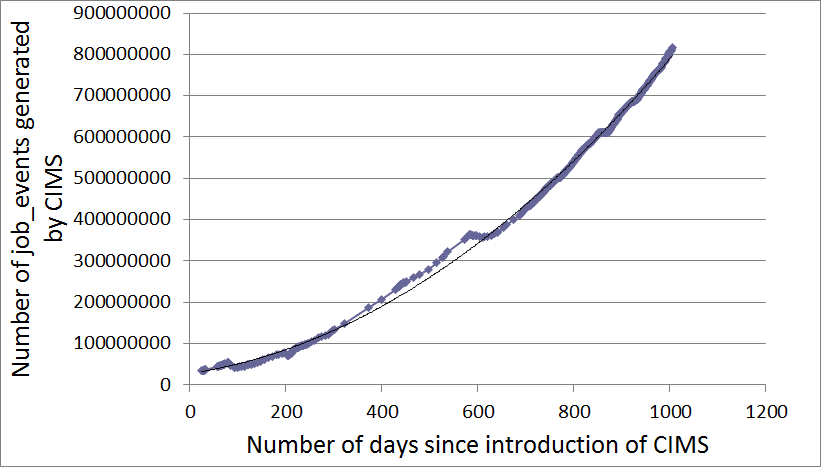 900000000
800000000
700000000
600000000
500000000
400000000
300000000
200000000
100000000
0
Number of job_events generated
by CIMS
0 200 400 600 800 1000 1200
Number of days since introduction of CIMS